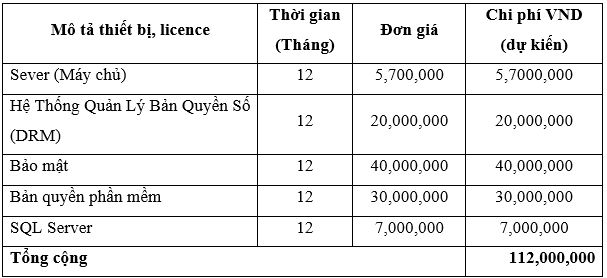 Mô tả thiết bị, licence
Thời gian
(Tháng)
Đơn giá
Chi phí VND
(dự kiến)
Sever (Máy chủ) 12 5,700,000 5,7000,000
Hệ Thống Quản Lý Bản Quyền Số
(DRM)
12 20,000,000 20,000,000
Bảo mật 12 40,000,000 40,000,000
Bản quyền phần mềm 12 30,000,000 30,000,000
SQL Server 12 7,000,000 7,000,000
Tổng cộng 112,000,000